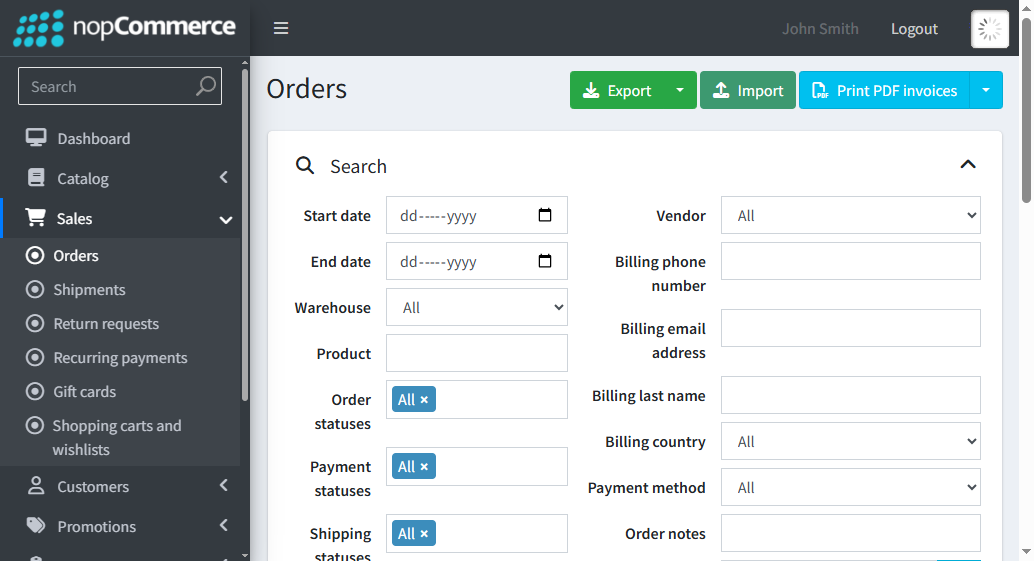 nopCommerce
John Smith
Logout
Search
Dashboard
Catalog
Sales
Orders
Shipments
Return requests
Recurring payments
Gift cards
Shopping carts and
wishlists
Customers
Promotions
Orders
Export
Import
PDF
Print PDF invoices
Search
Start date
dd-----yyyy
End date
dd-----yyyy
Warehouse
All
Product
Order
statuses
All ×
Payment
statuses
All ×
Shipping
statuses
All ×
Vendor
All
Billing phone
number
Billing email
address
Billing last name
Billing country
All
Payment method
All
Order notes